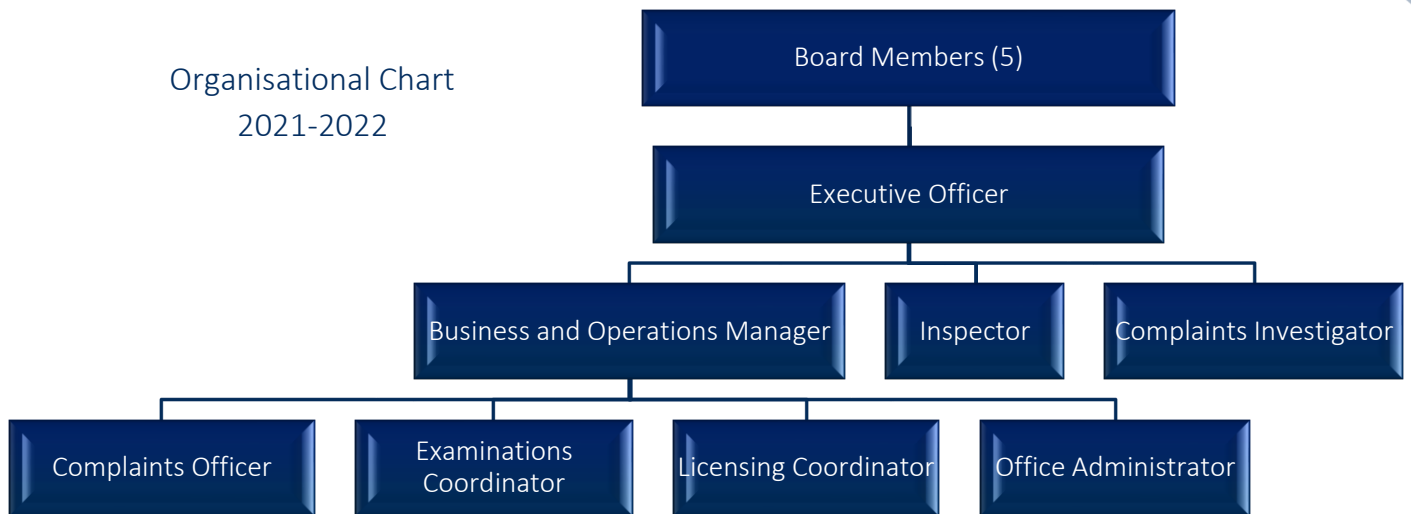 Organisational Chart
2021-2022
Board Members (5)
Executive Officer
Business and Operations Manager
Inspector
Complaints Investigator
Complaints Officer
Examinations
Coordinator
Licensing Coordinator
Office Administrator